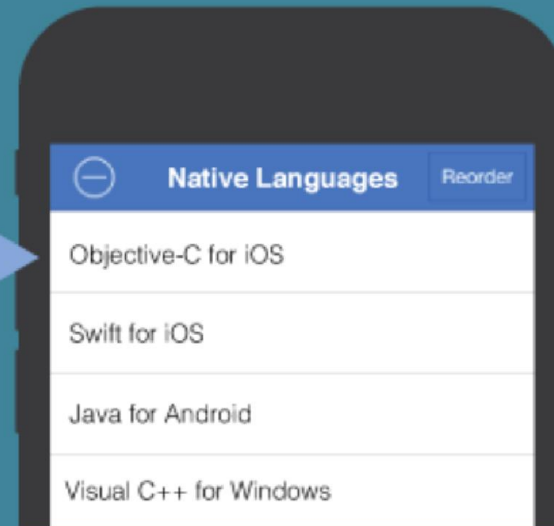 Native Languages Reorder
Objective-C for iOS
Swift for iOS
Java for Android
Visual C++ for Windows